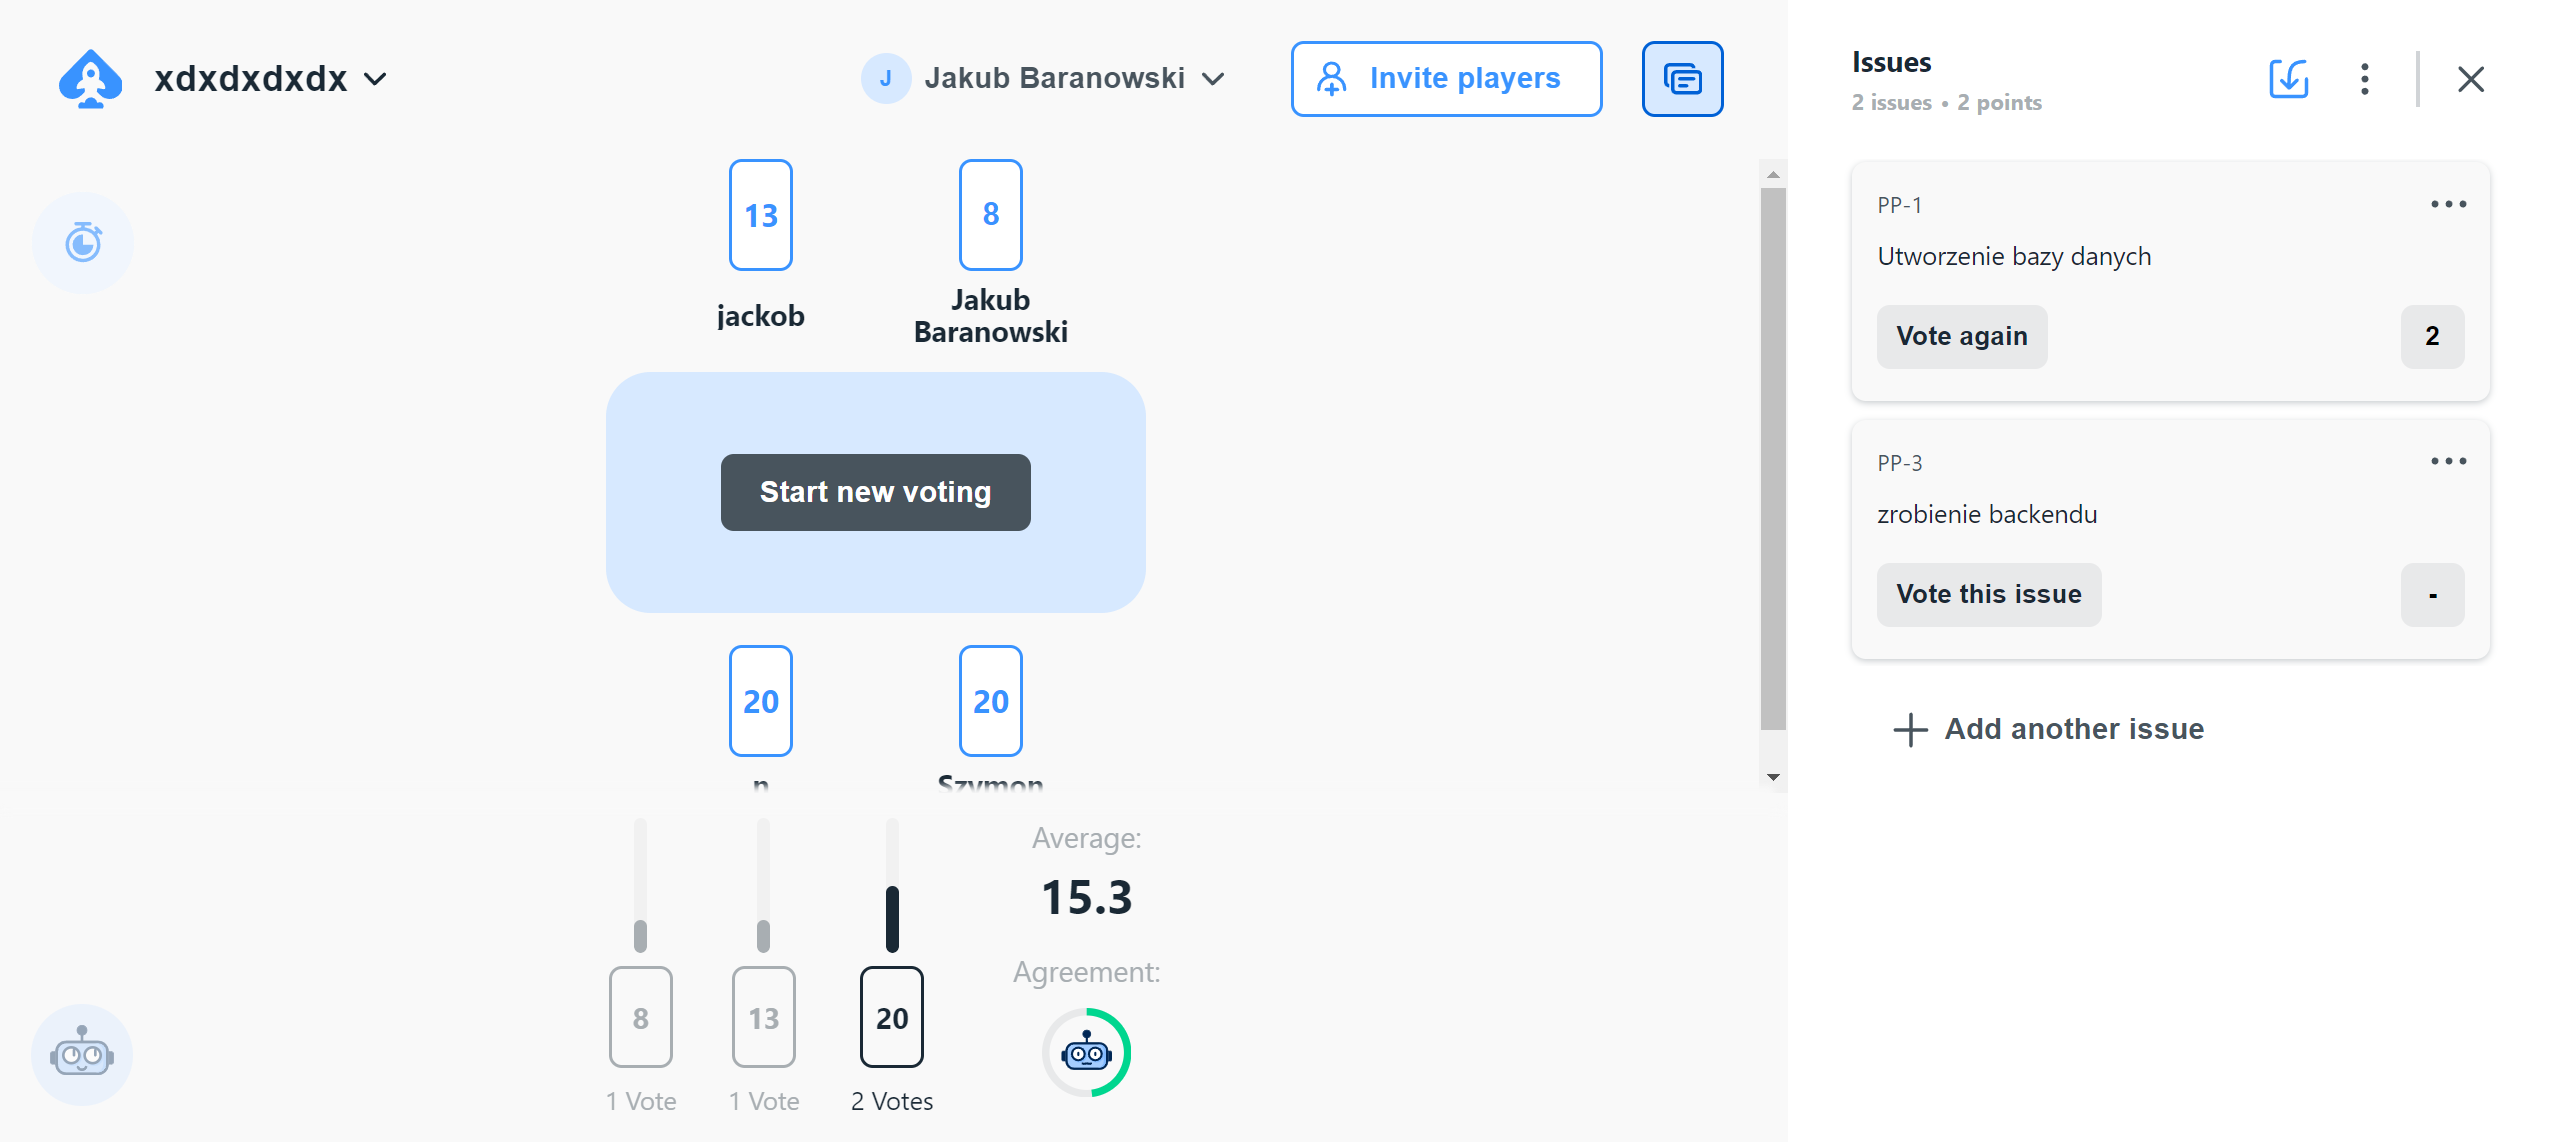 xdxdxdxdx
J Jakub Baranowski
Invite players
13
8
jackob
Jakub
Baranowski
Start new voting
20
20
n
Szymon
8
13
20
1 Vote
1 Vote
2 Votes
Average:
15.3
Agreement:
Issues
2 issues • 2 points
PP-1
Utworzenie bazy danych
Vote again
2
PP-3
zrobienie backendu
Vote this issue
-
Add another issue